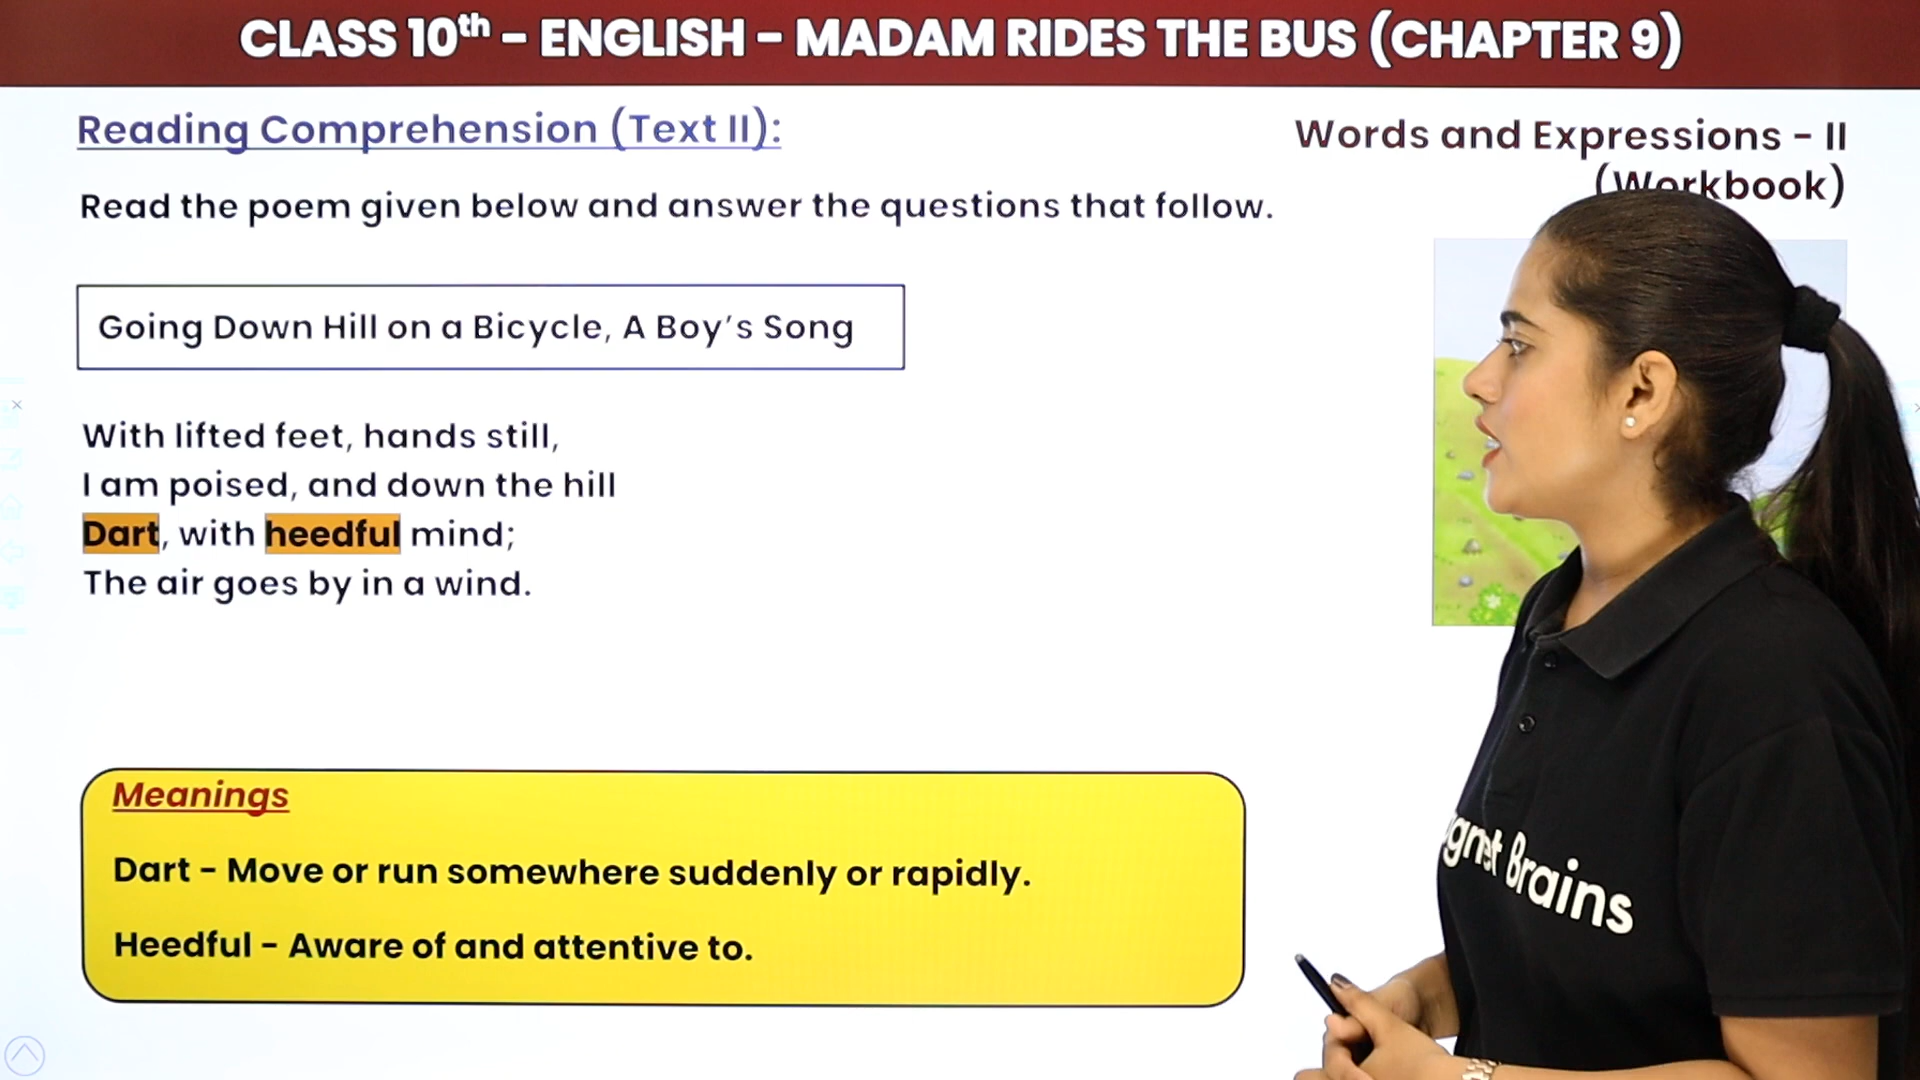 CLASS 10th - ENGLISH - MADAM RIDES THE BUS (CHAPTER 9)
Reading Comprehension (Text II):
Words and Expressions - II
(Workbook)
Read the poem given below and answer the questions that follow.
Going Down Hill on a Bicycle, A Boy's Song
With lifted feet, hands still,
I am poised, and down the hill
Dart, with heedful mind;
The air goes by in a wind.
Meanings
Dart - Move or run somewhere suddenly or rapidly.
Heedful - Aware of and attentive to.
Brains